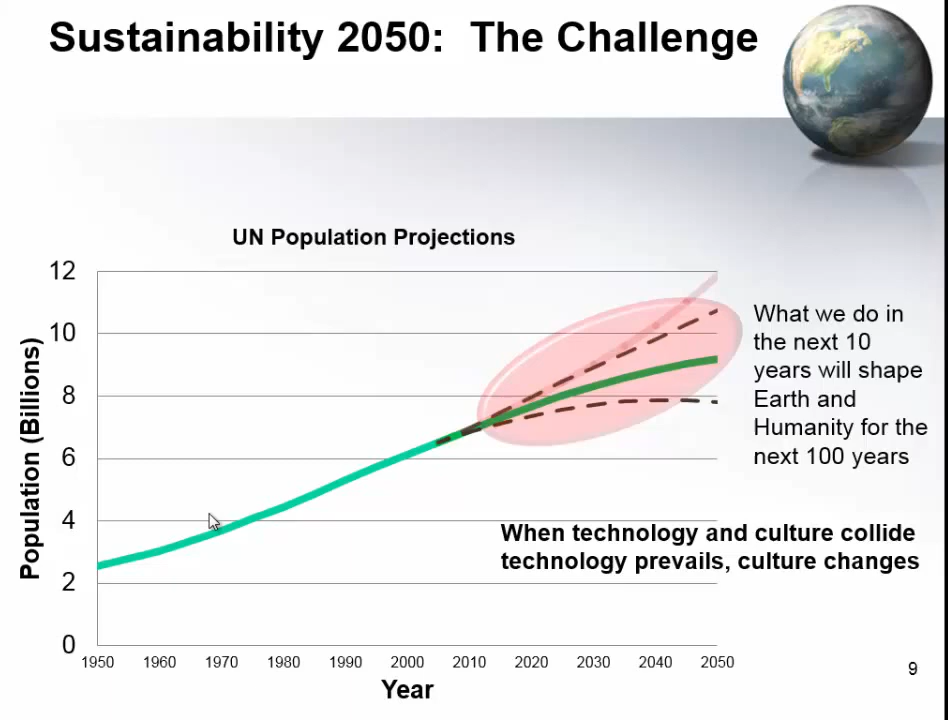 Sustainability 2050: The Challenge
UN Population Projections
12
10
8
6
4
2
0
Population (Billions)
1950 1960 1970 1980 1990 2000 2010 2020 2030 2040 2050
Year
What we do in
the next 10
years will shape
Earth and
Humanity for the
next 100 years
When technology and culture collide
technology prevails, culture changes
9